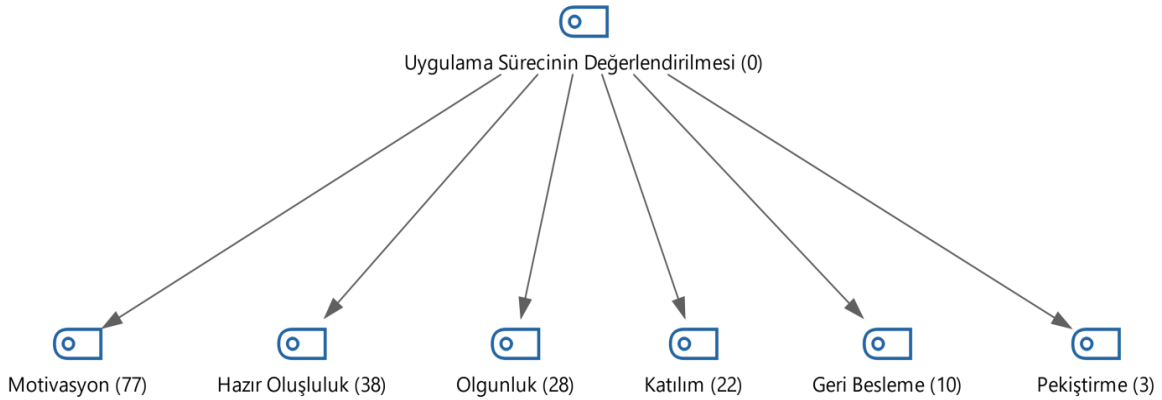 Uygulama Sürecinin Değerlendirilmesi (0)
Motivasyon (77)
Hazır Oluşluluk (38)
Olgunluk (28)
Katılım (22)
Geri Besleme (10)
Pekiştirme (3)